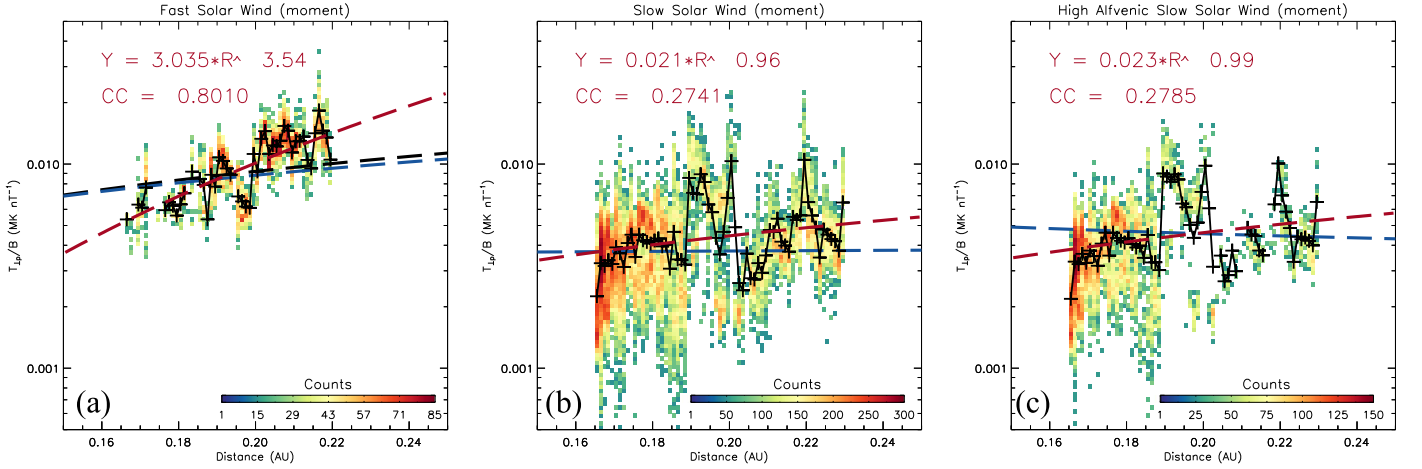 Fast Solar Wind (moment)
Y = 3.035*R^ 3.54
CC = 0.8010
T⊥p/B (MK nT⁻¹)
0.010
0.001
(a)
Counts
1 15 29 43 57 71 85
0.16 0.18 0.20 0.22 0.24
Distance (AU)
Slow Solar Wind (moment)
Y = 0.021*R^ 0.96
CC = 0.2741
T⊥p/B (MK nT⁻¹)
0.010
0.001
(b)
Counts
1 50 100 150 200 250 300
0.16 0.18 0.20 0.22 0.24
Distance (AU)
High Alfvenic Slow Solar Wind (moment)
Y = 0.023*R^ 0.99
CC = 0.2785
T⊥p/B (MK nT⁻¹)
0.010
0.001
(c)
Counts
1 25 50 75 100 125 150
0.16 0.18 0.20 0.22 0.24
Distance (AU)